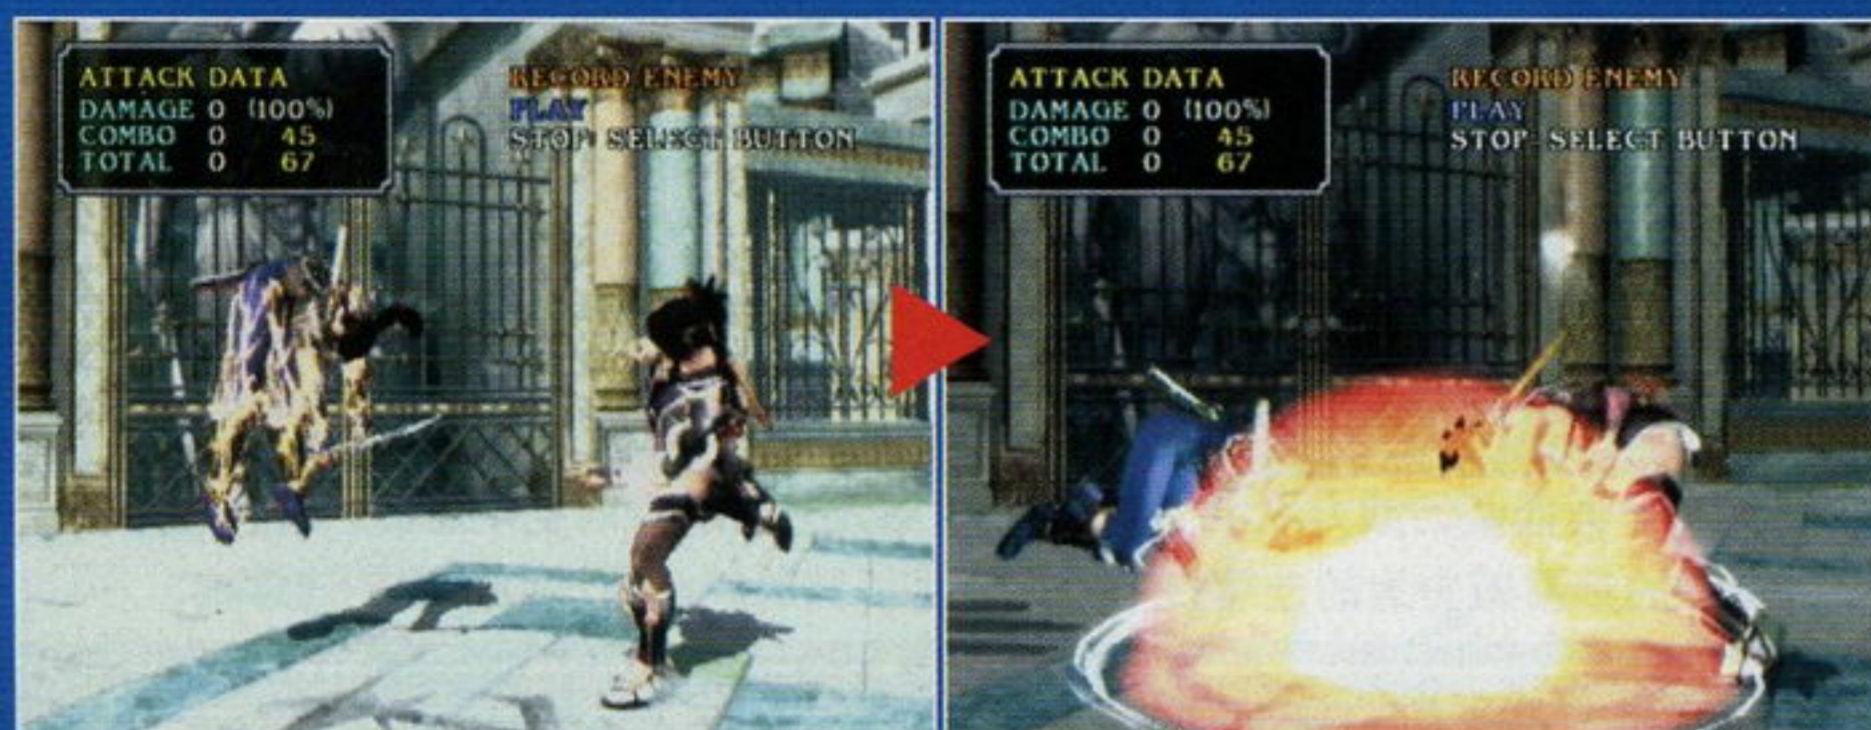 ATTACK DATA
DAMAGE 0 (100%)
COMBO 0 45
TOTAL 0 67
RECORD ENEMY
PLAY
STOP: SELECT BUTTON
ATTACK DATA
DAMAGE 0 (100%)
COMBO 0 45
TOTAL 0 67
RECORD ENEMY
PLAY
STOP: SELECT BUTTON